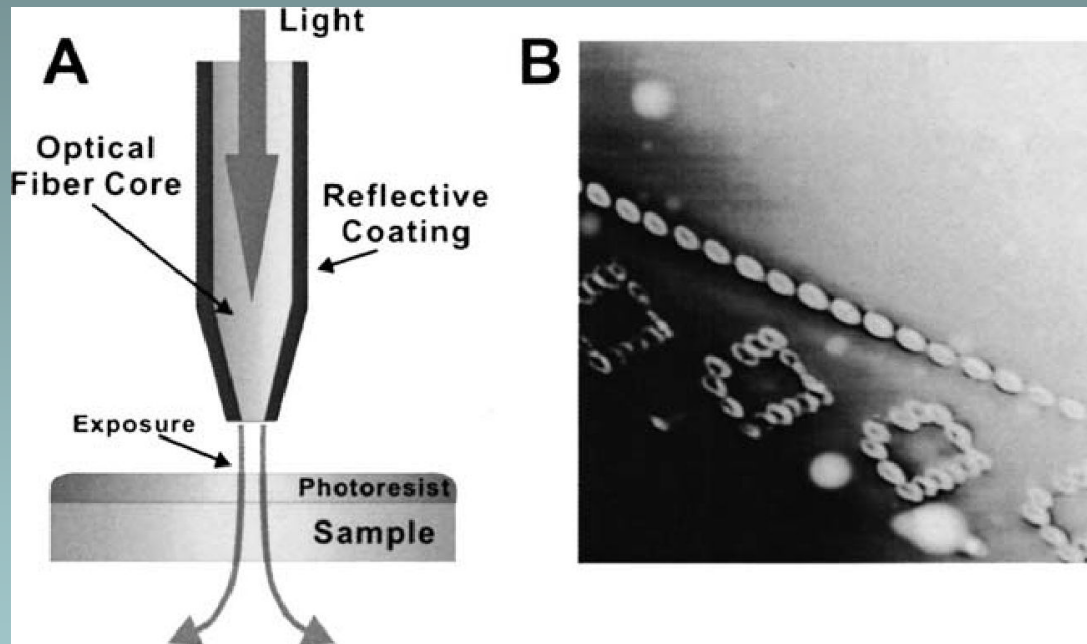 A
Light
Optical
Fiber Core
Reflective
Coating
Exposure
Photoresist
Sample
B